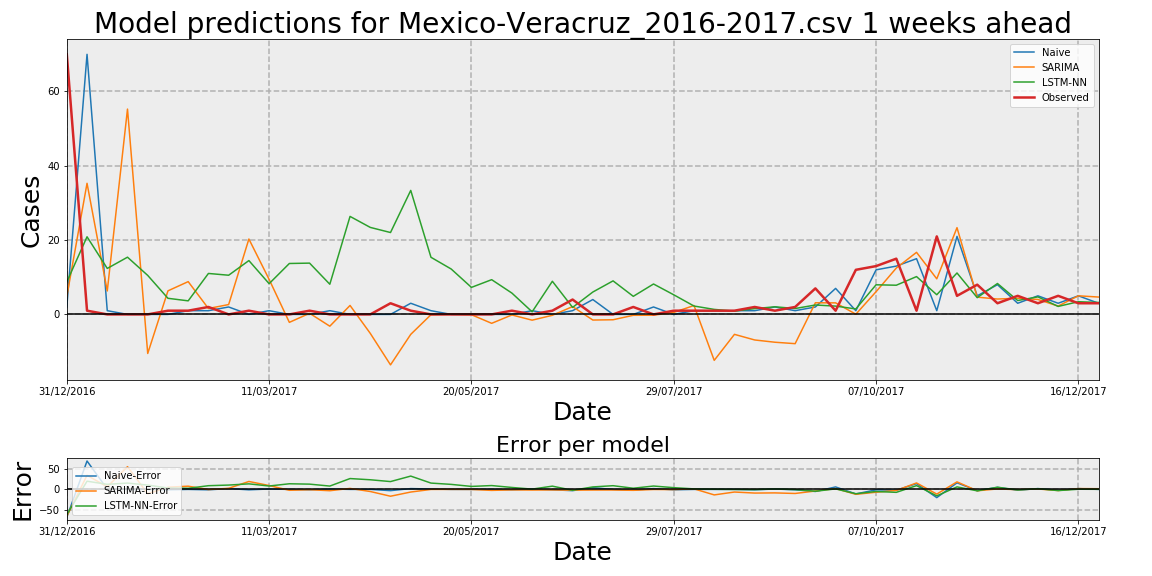 Model predictions for Mexico-Veracruz_2016-2017.csv 1 weeks ahead
Naive
SARIMA
LSTM-NN
Observed
Cases
60
40
20
0
31/12/2016 11/03/2017 20/05/2017 29/07/2017 07/10/2017 16/12/2017
Date
Error per model
Error
50
0
−50
Naive-Error
SARIMA-Error
LSTM-NN-Error
31/12/2016 11/03/2017 20/05/2017 29/07/2017 07/10/2017 16/12/2017
Date